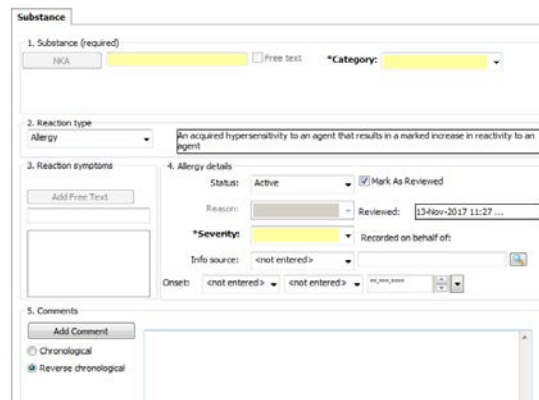 Substance
1. Substance (required)
NKA
Free text
*Category:
2. Reaction type
Allergy
An acquired hypersensitivity to an agent that results in a marked increase in reactivity to an
agent
3. Reaction symptoms
Add Free Text
4. Allergy details
Status: Active
Mark As Reviewed
Reason:
Reviewed: 13-Nov-2017 11:27 ...
*Severity:
Recorded on behalf of:
Info source: <not entered>
Onset: <not entered> <not entered> **-***-****
5. Comments
Add Comment
Chronological
Reverse chronological